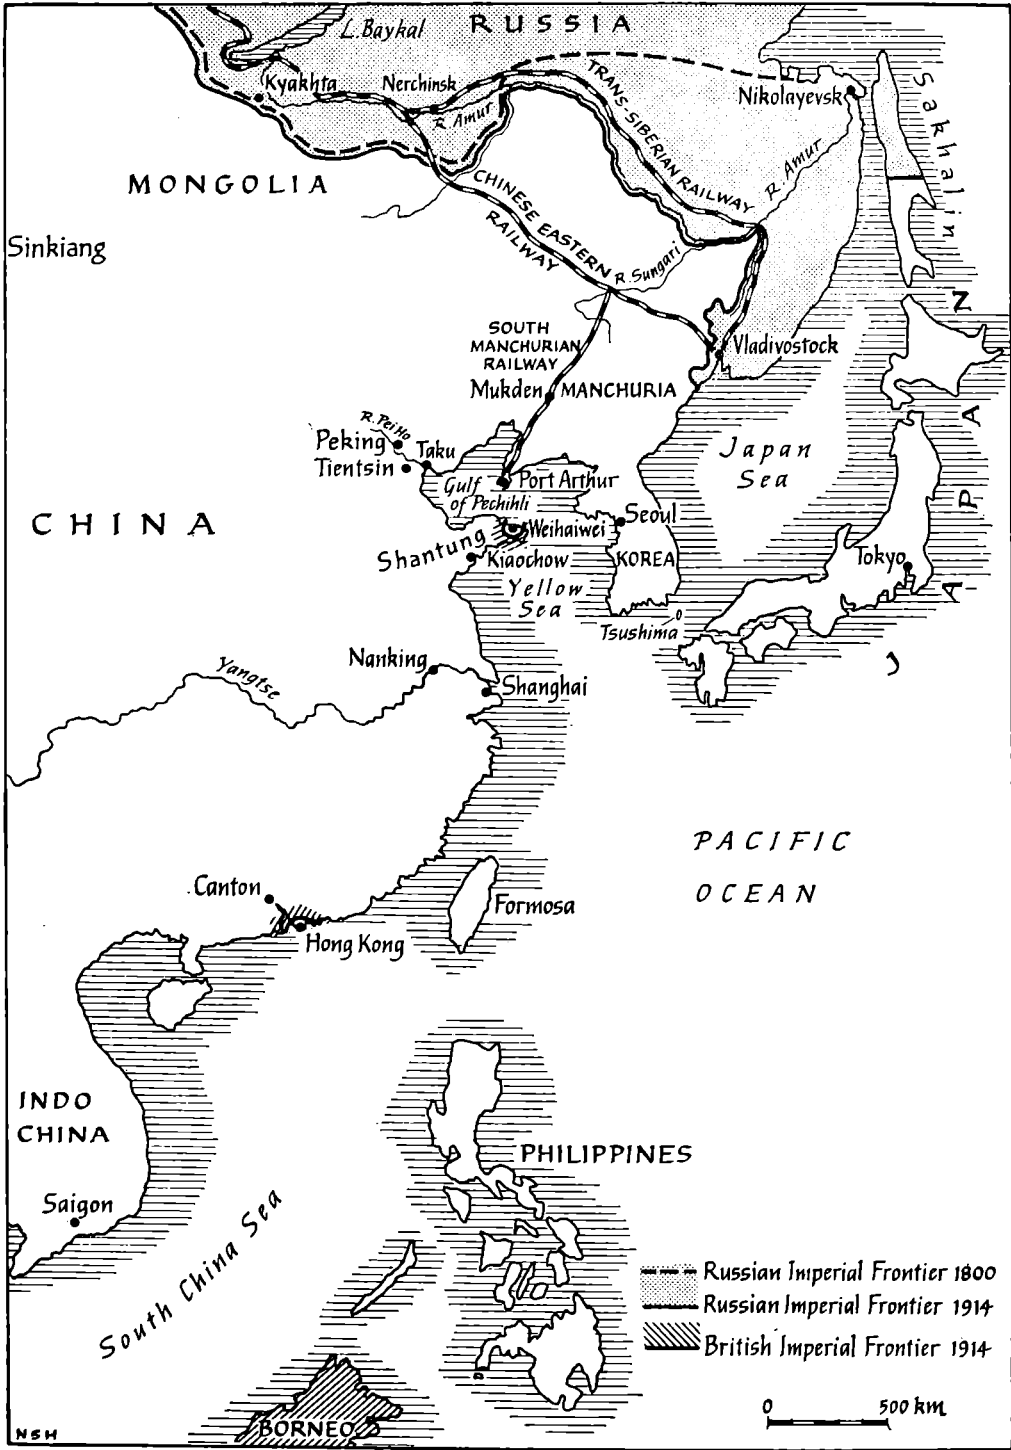 L. Baykal
RUSSIA
Kyakhta
Nerchinsk
R. Amur
TRANS-SIBERIAN RAILWAY
Nikolayevsk
Sakhalin
R. Amur
MONGOLIA
CHINESE EASTERN
RAILWAY
Sinkiang
R. Sungari
SOUTH
MANCHURIAN
RAILWAY
Vladivostock
Mukden
MANCHURIA
R. Pei Ho
Peking
Taku
Tientsin
Gulf
of Pechihli
Port Arthur
Japan
Sea
JAPAN
CHINA
Weihaiwei
Seoul
Shantung
Kiaochow
KOREA
Tokyo
Yellow
Sea
Tsushima
Nanking
Yangtse
Shanghai
PACIFIC
OCEAN
Canton
Formosa
Hong Kong
INDO
CHINA
PHILIPPINES
Saigon
South China Sea
Russian Imperial Frontier 1800
Russian Imperial Frontier 1914
British Imperial Frontier 1914
0 500 km
BORNEO
NSH